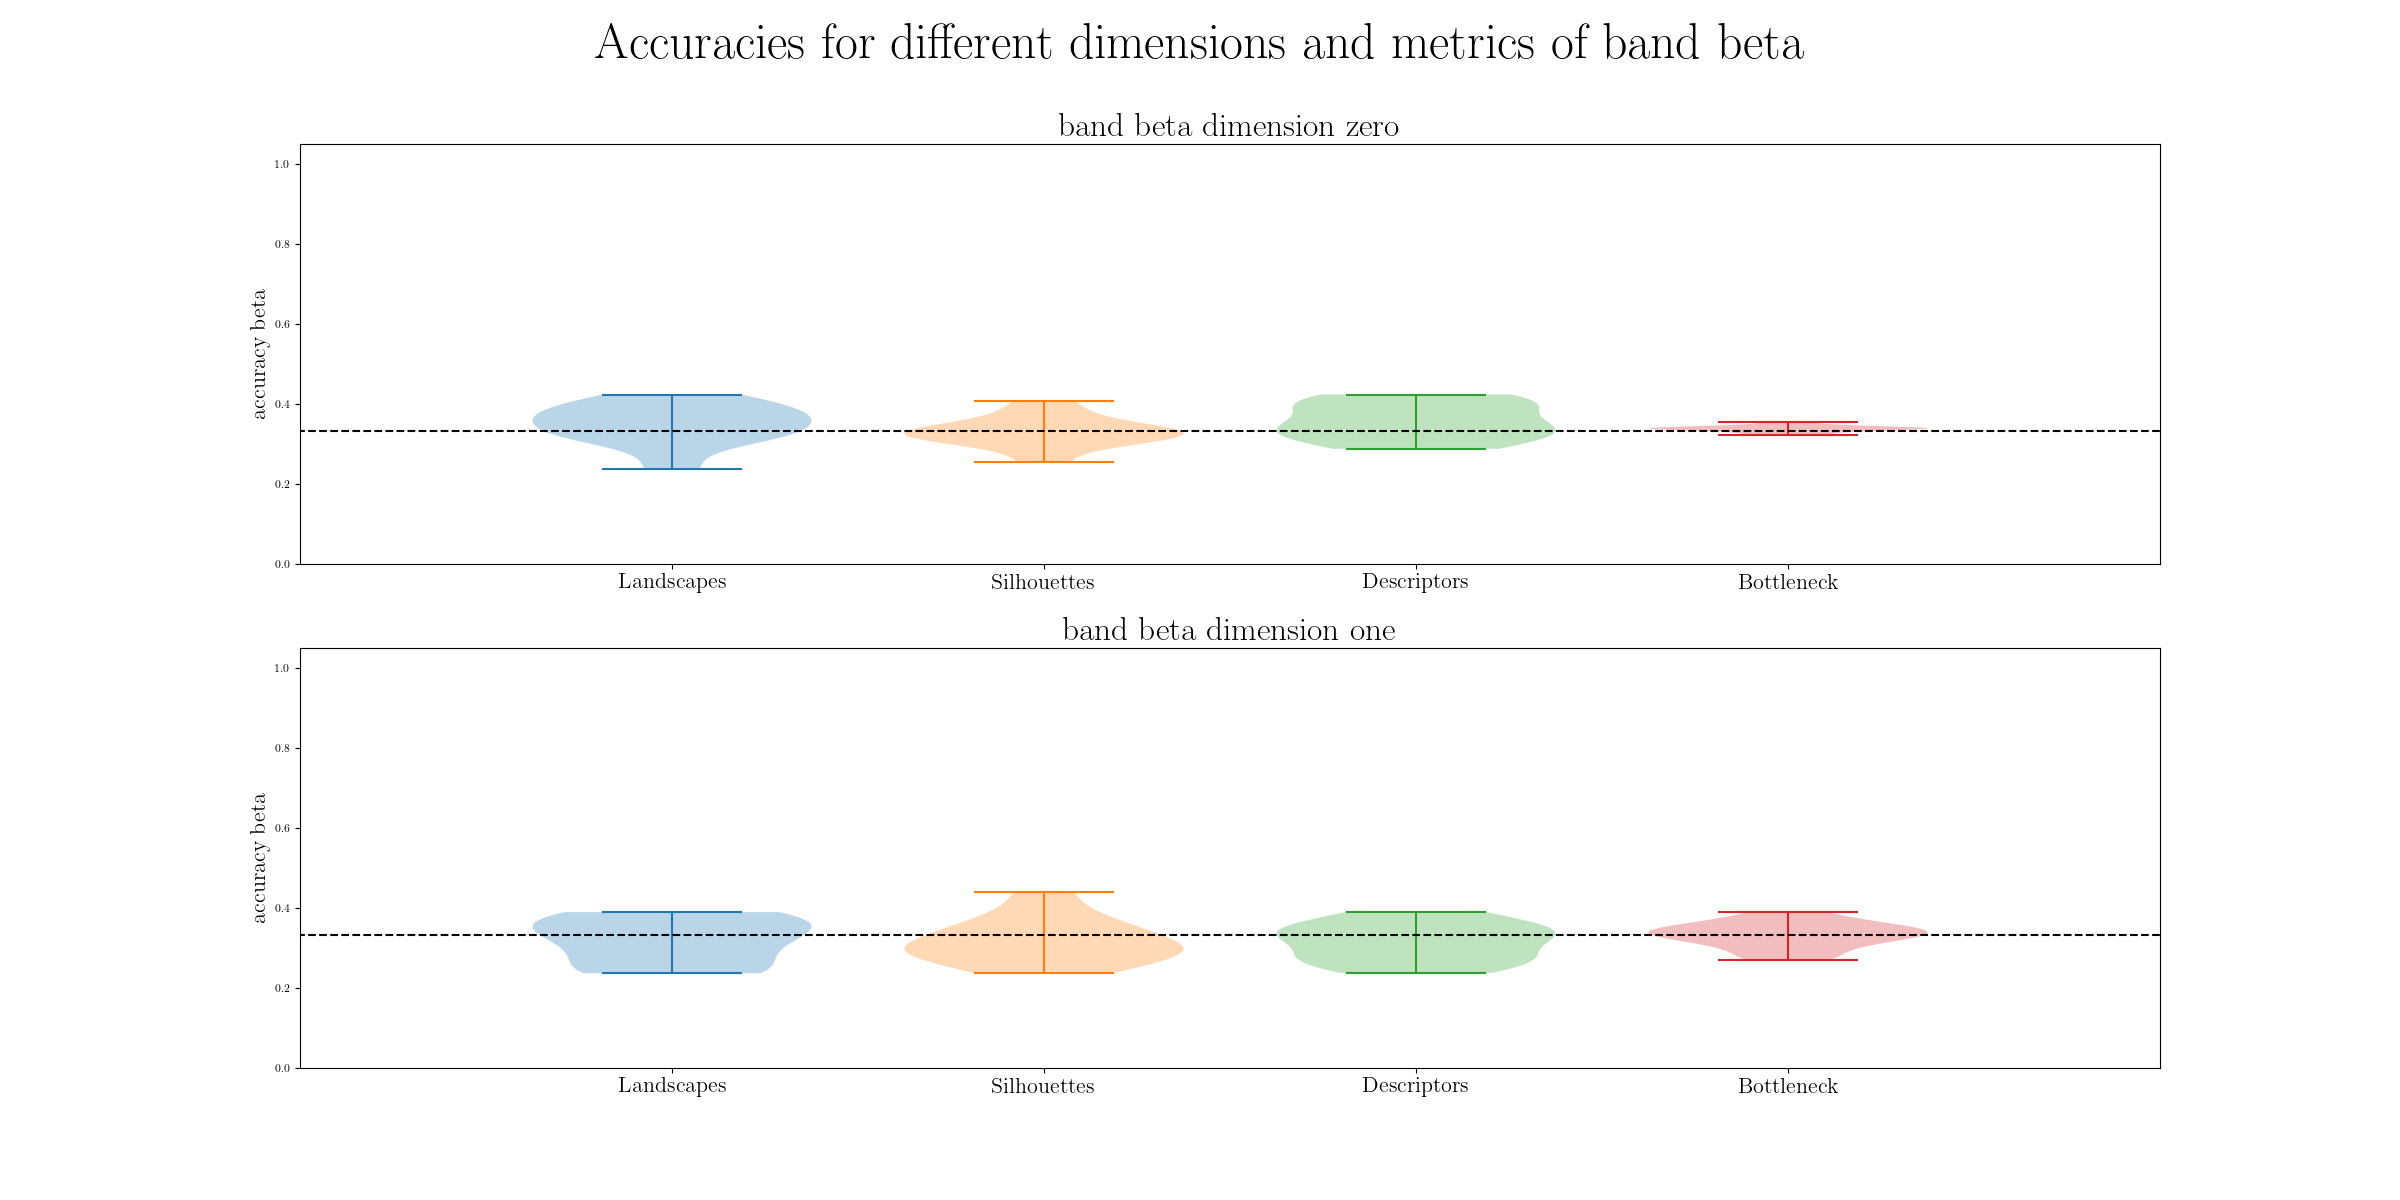 Accuracies for different dimensions and metrics of band beta
band beta dimension zero
accuracy beta
1.0
0.8
0.6
0.4
0.2
0.0
Landscapes Silhouettes Descriptors Bottleneck
band beta dimension one
accuracy beta
1.0
0.8
0.6
0.4
0.2
0.0
Landscapes Silhouettes Descriptors Bottleneck